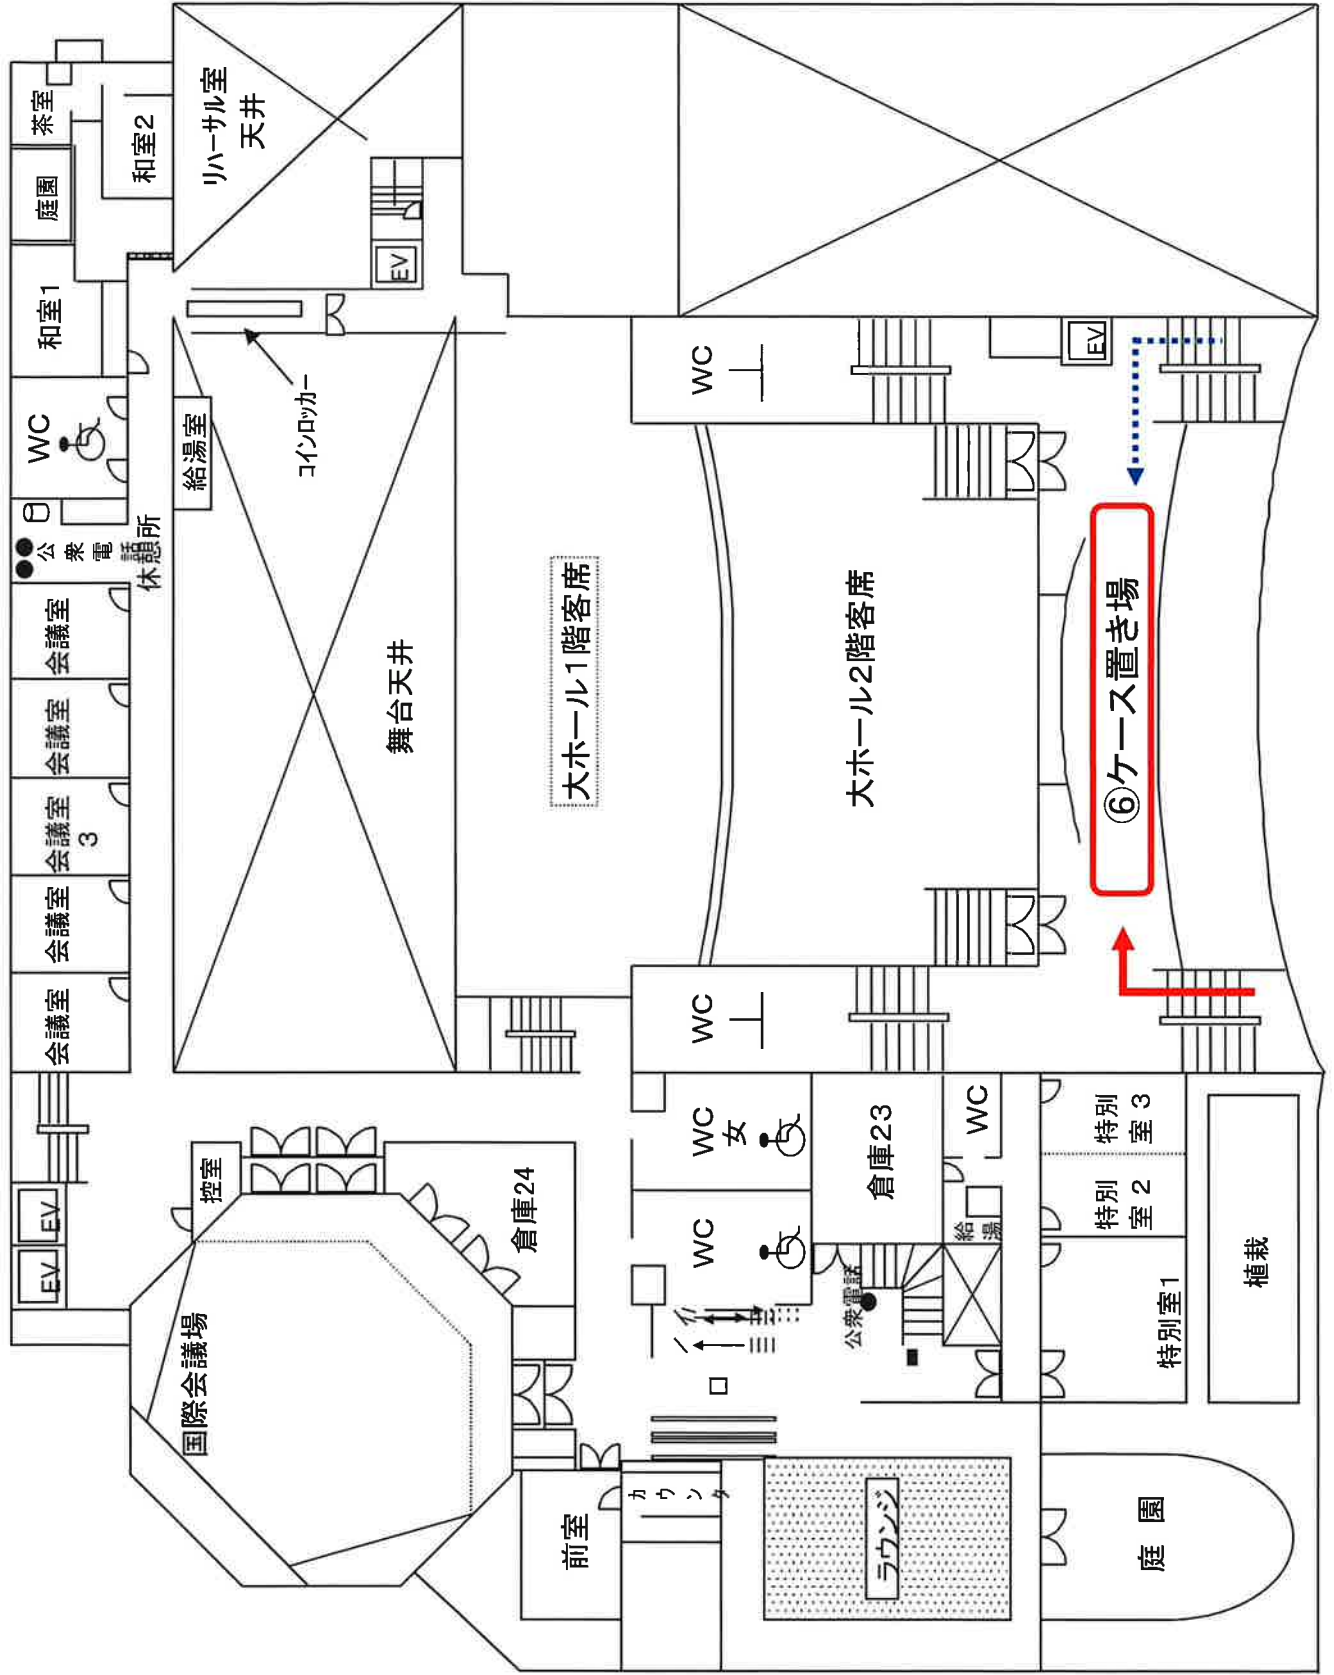 茶室
和室2
庭園
和室1
リハーサル室
天井
EV
コインロッカー
WC
給湯室
公衆電話
休憩所
会議室
会議室
会議室
3
会議室
会議室
舞台天井
大ホール1階客席
大ホール2階客席
WC
EV
⑥ケース置き場
WC
EV
EV
控室
国際会議場
倉庫24
WC
女
WC
倉庫23
WC
給湯
公衆電話
特別
室3
特別
室2
特別室1
植栽
前室
カウンタ
ラウンジ
庭園